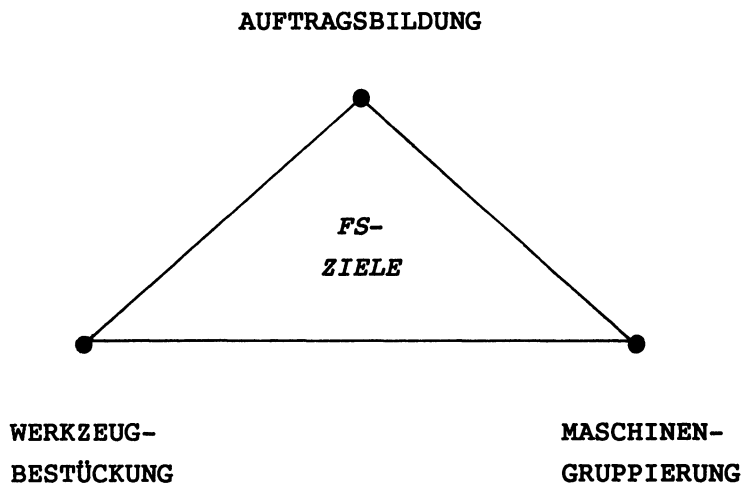 AUFTRAGSBILDUNG
FS-
ZIELE
WERKZEUG-
BESTÜCKUNG
MASCHINEN-
GRUPPIERUNG